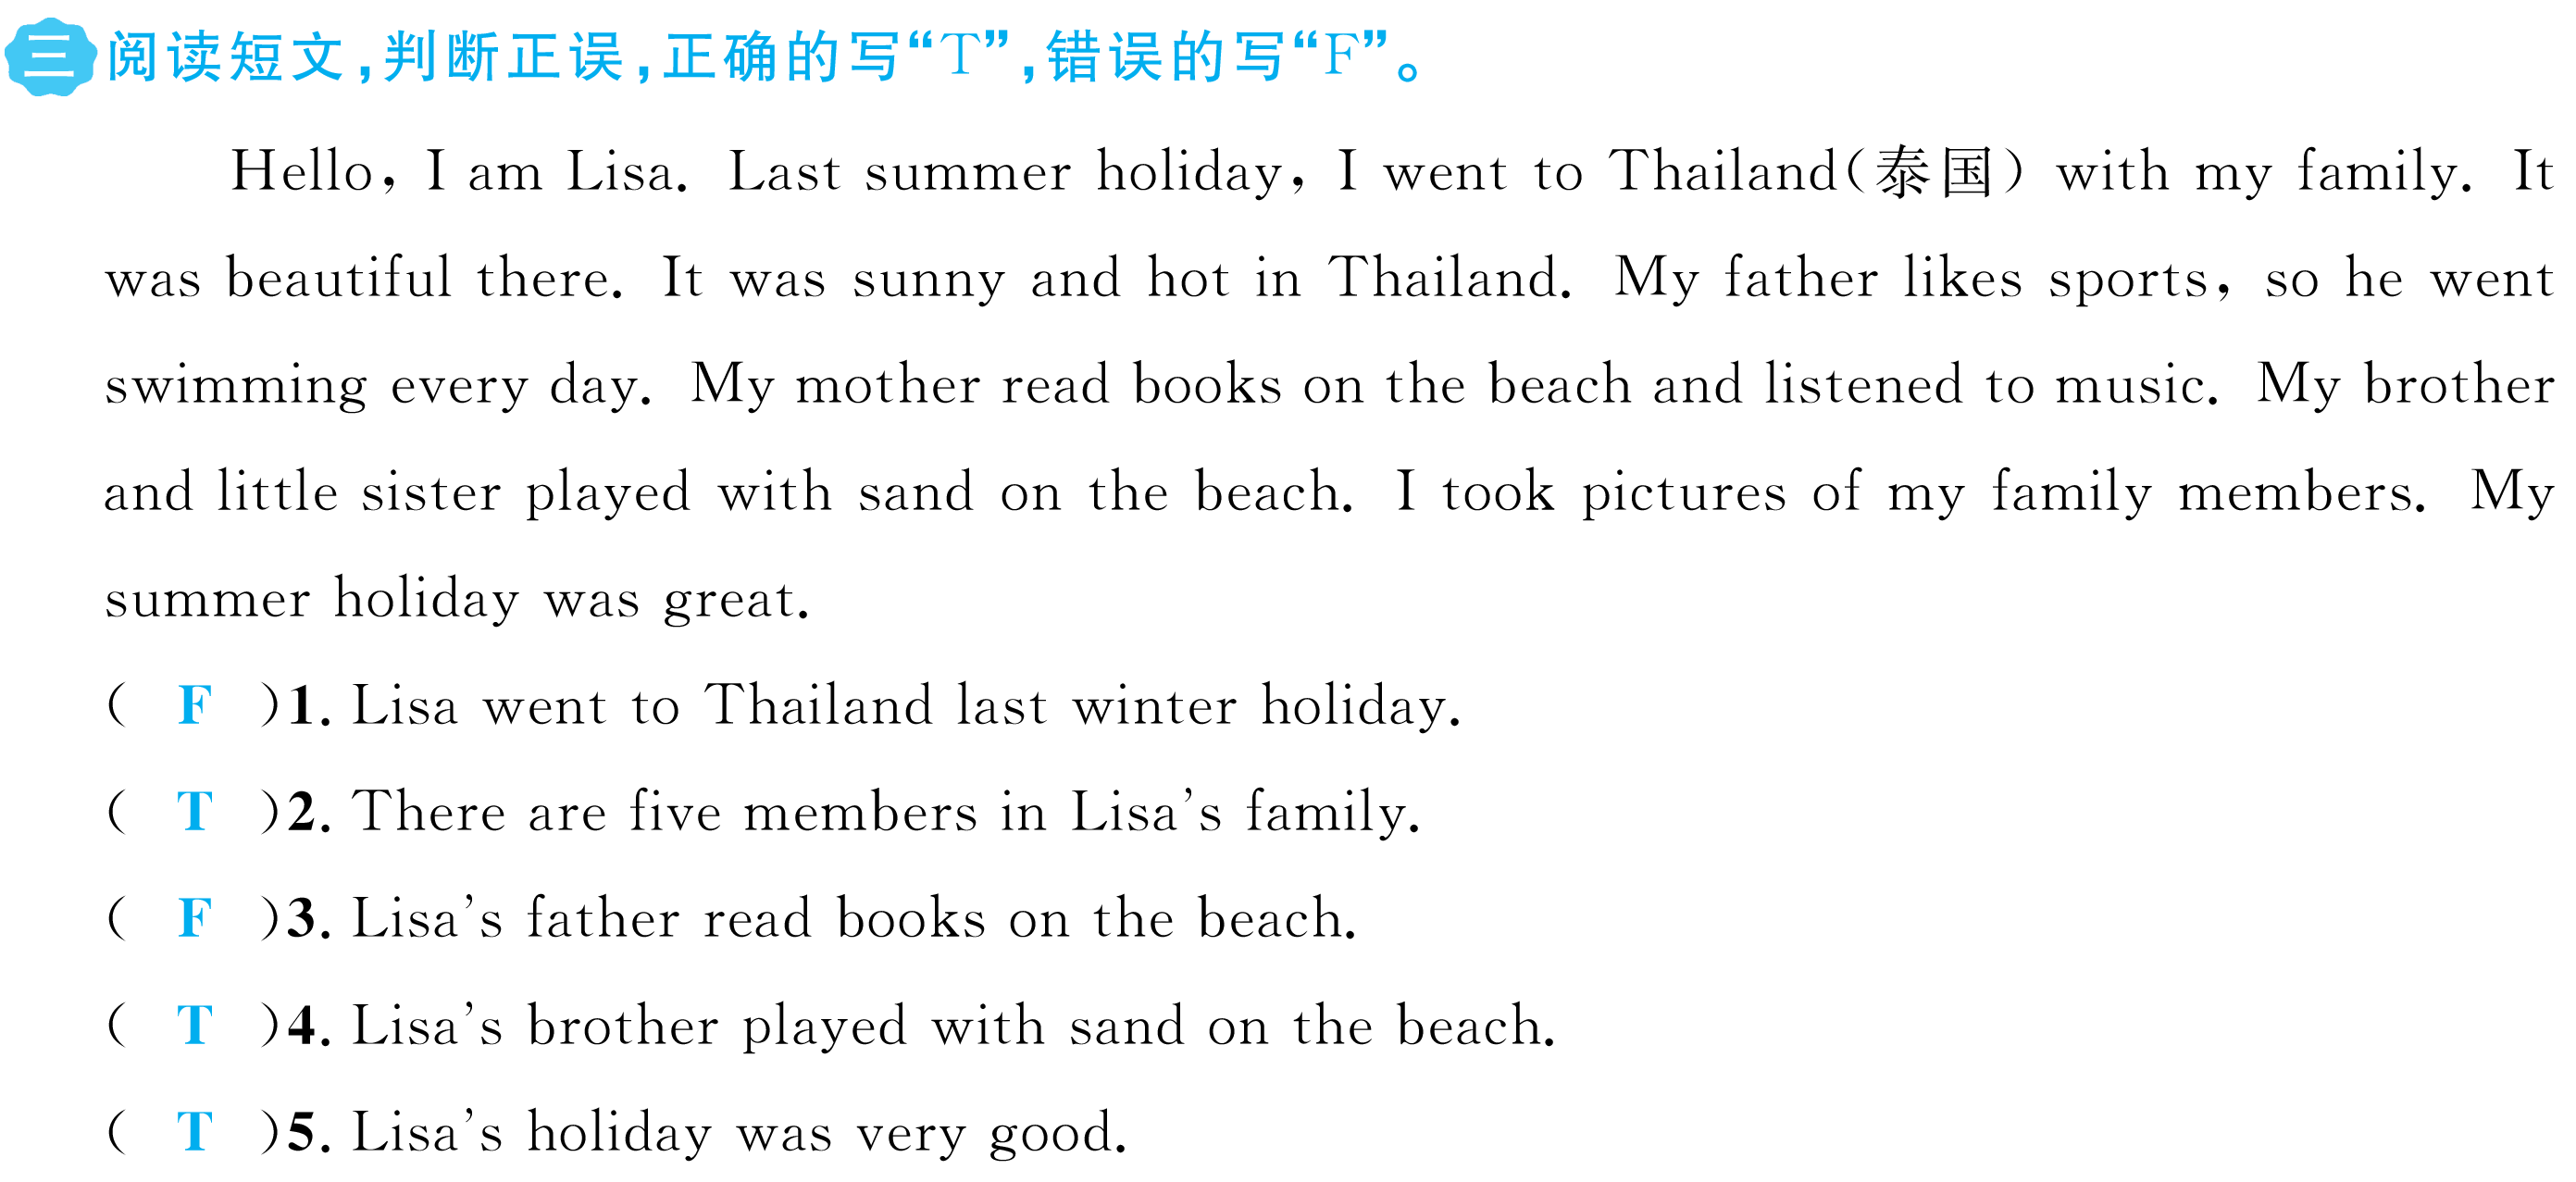 三 阅读短文,判断正误,正确的写“T”,错误的写“F”。
Hello, I am Lisa. Last summer holiday, I went to Thailand(泰国) with my family. It
was beautiful there. It was sunny and hot in Thailand. My father likes sports, so he went
swimming every day. My mother read books on the beach and listened to music. My brother
and little sister played with sand on the beach. I took pictures of my family members. My
summer holiday was great.
( F )1. Lisa went to Thailand last winter holiday.
( T )2. There are five members in Lisa’s family.
( F )3. Lisa’s father read books on the beach.
( T )4. Lisa’s brother played with sand on the beach.
( T )5. Lisa’s holiday was very good.